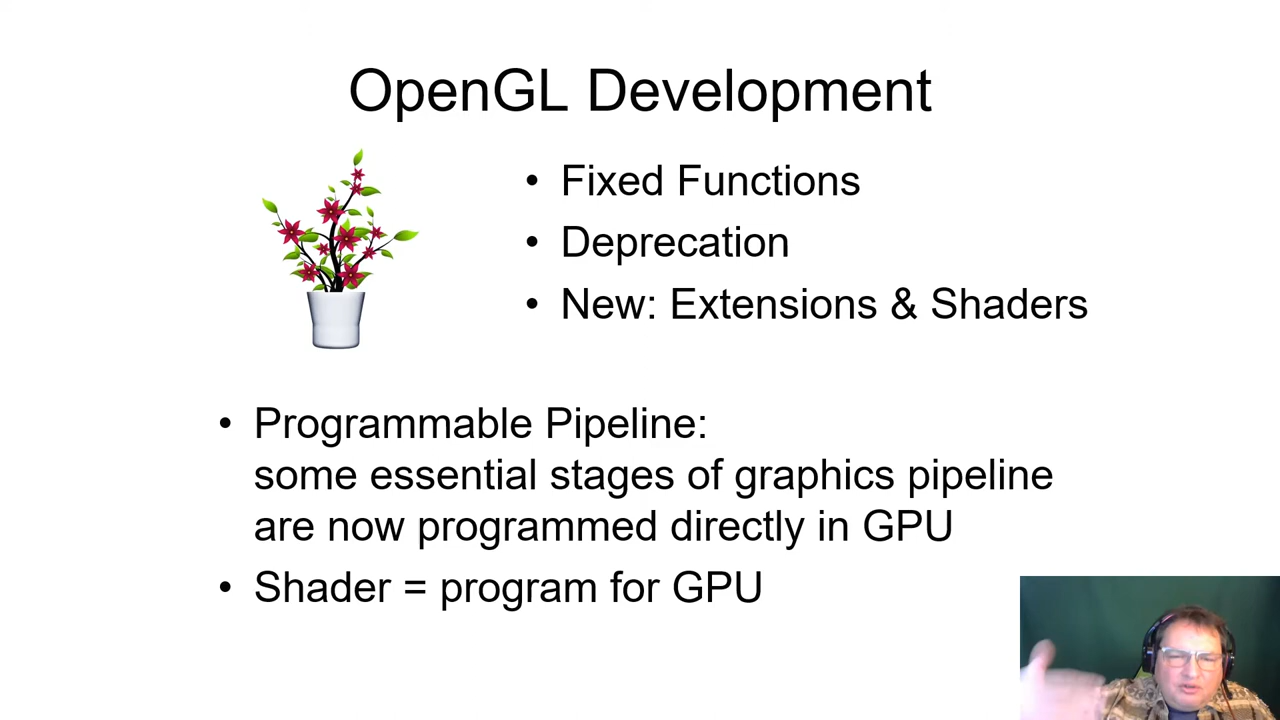 OpenGL Development
• Fixed Functions
• Deprecation
• New: Extensions & Shaders
• Programmable Pipeline:
some essential stages of graphics pipeline
are now programmed directly in GPU
• Shader = program for GPU